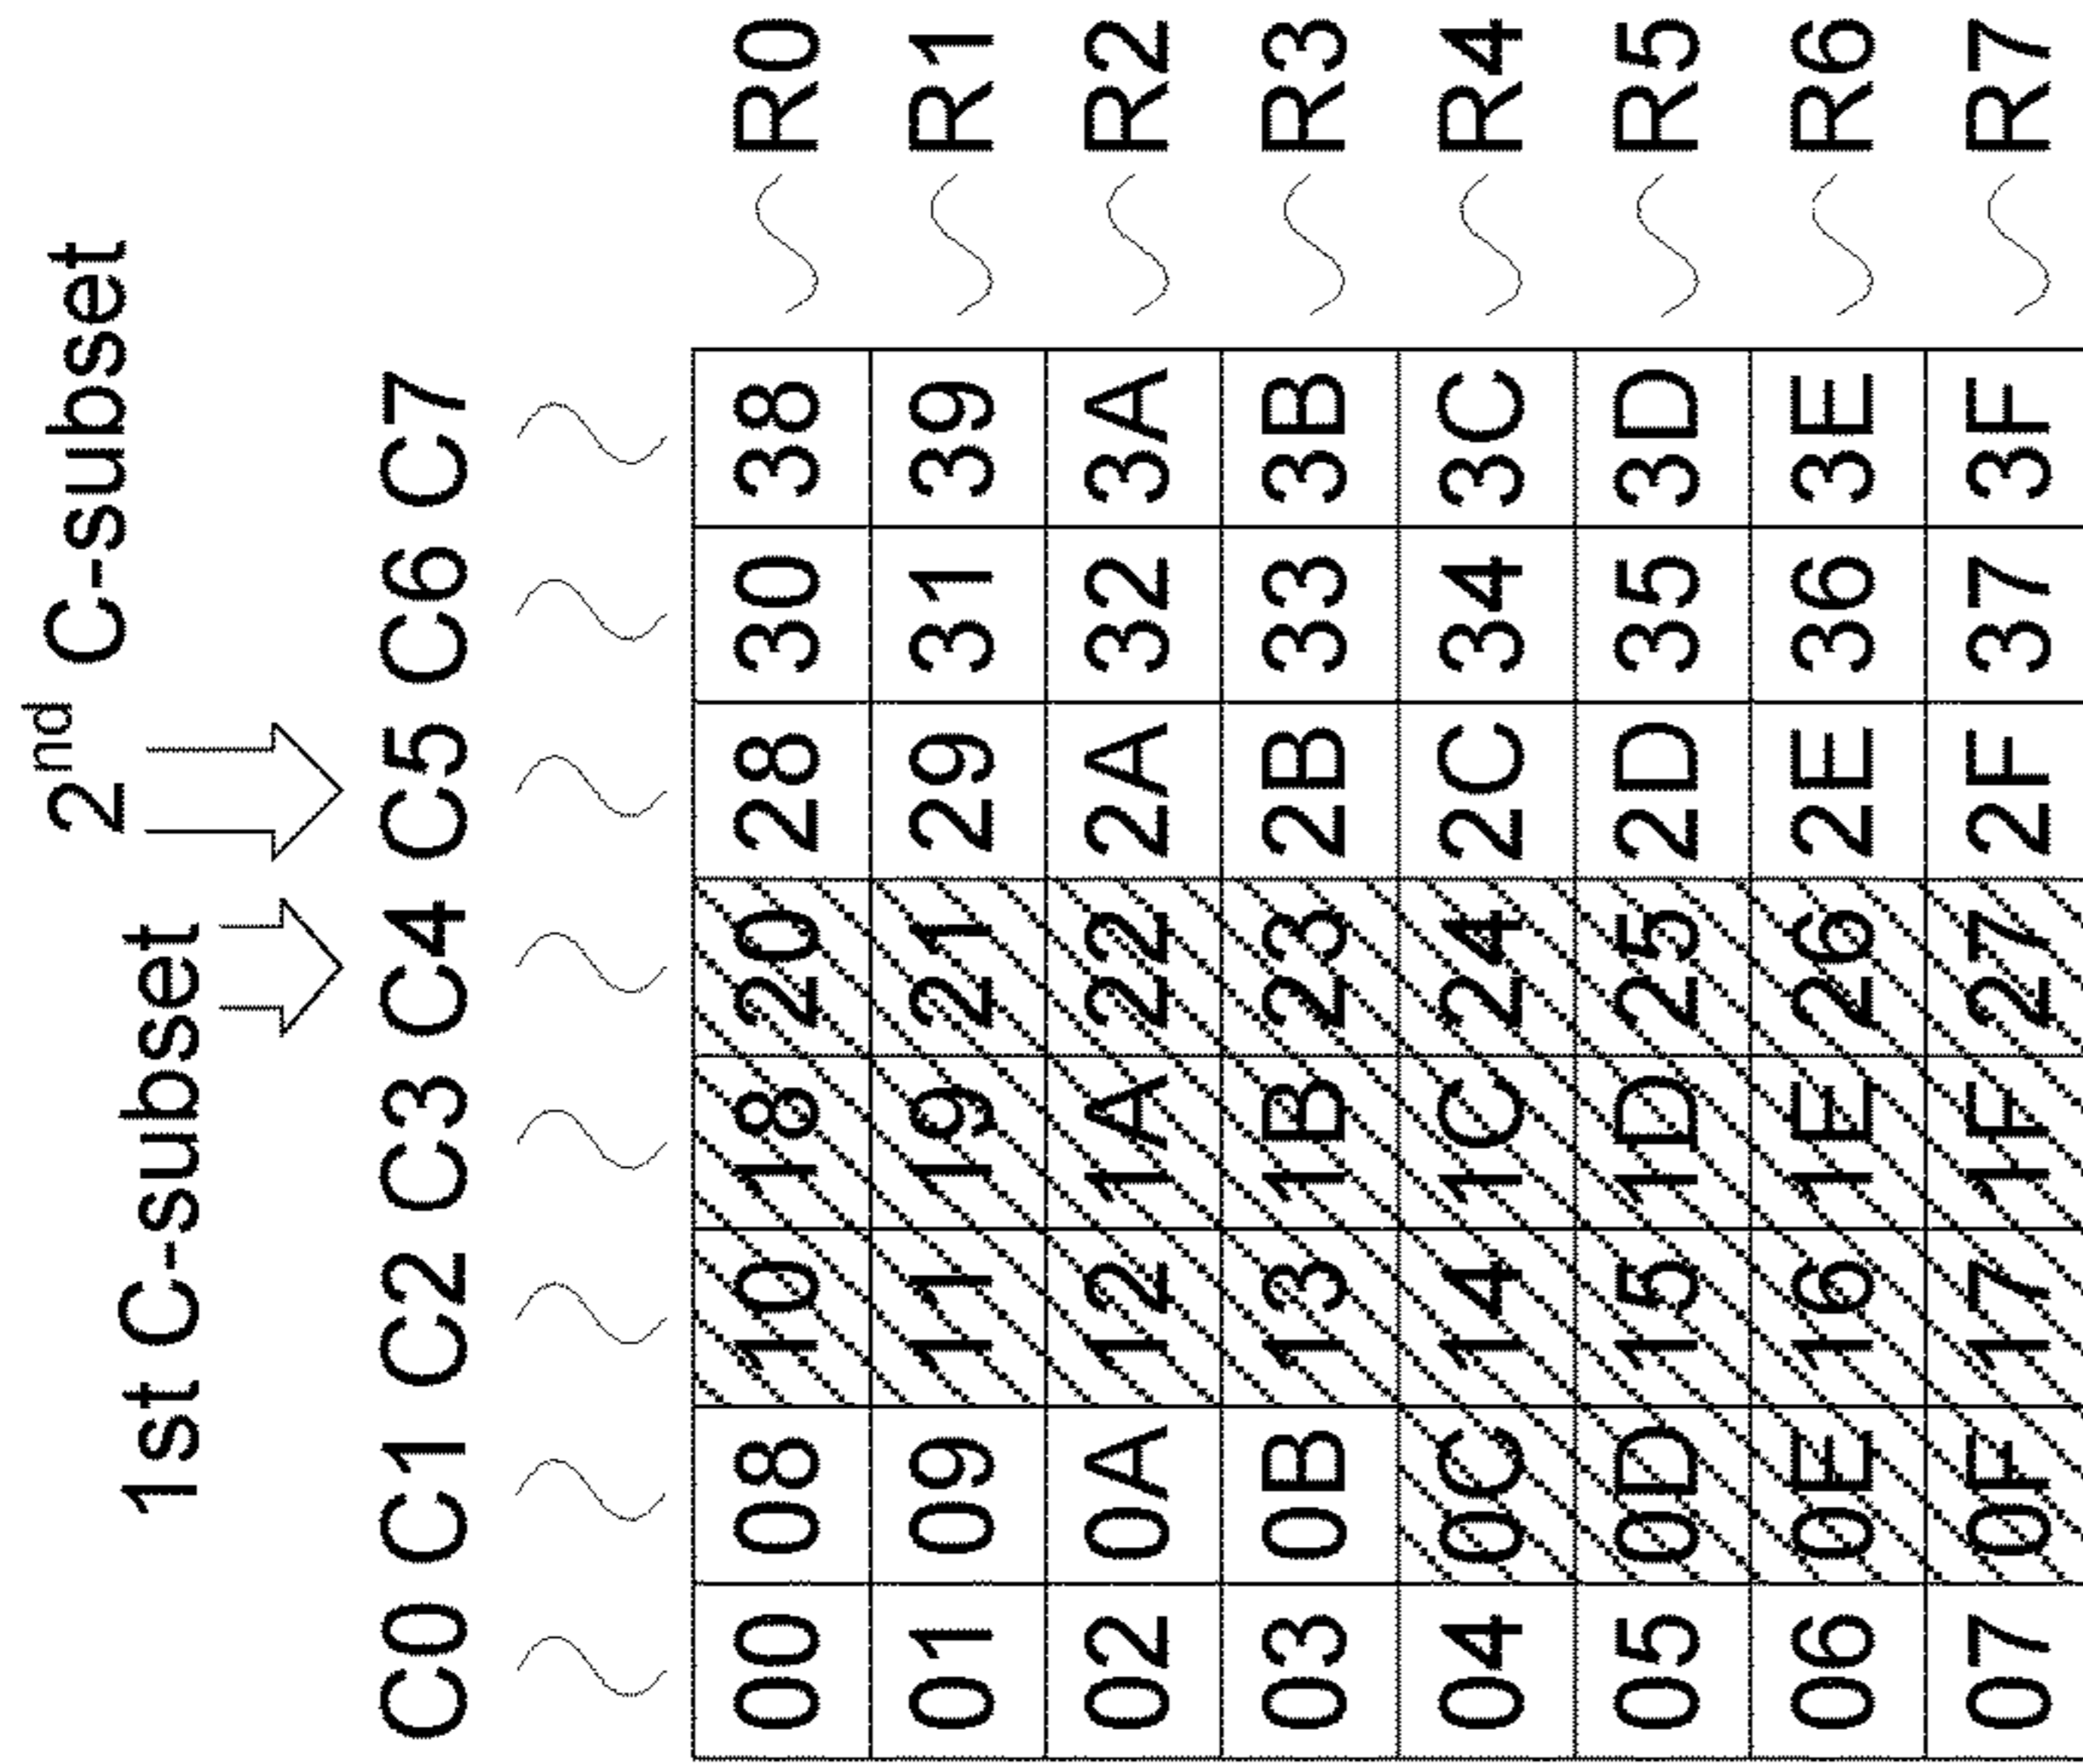 2nd C-subset
1st C-subset
C0 C1 C2 C3 C4 C5 C6 C7
00 08 10 18 20 28 30 38 R0
01 09 11 19 21 29 31 39 R1
02 0A 12 1A 22 2A 32 3A R2
03 0B 13 1B 23 2B 33 3B R3
04 0C 14 1C 24 2C 34 3C R4
05 0D 15 1D 25 2D 35 3D R5
06 0E 16 1E 26 2E 36 3E R6
07 0F 17 1F 27 2F 37 3F R7